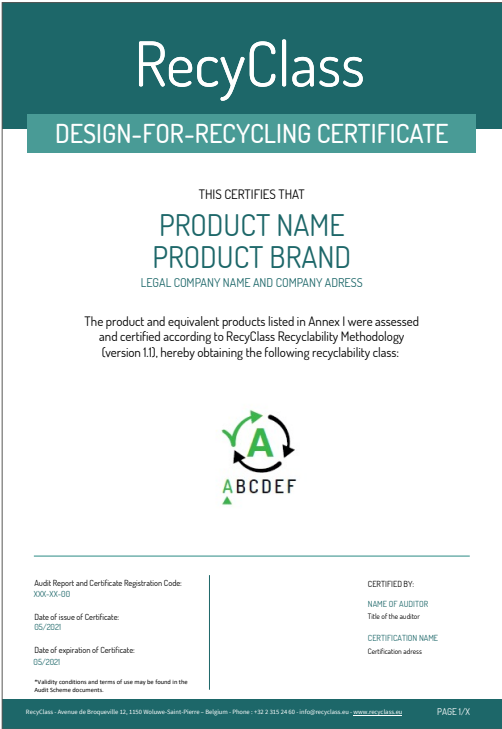 RecyClass
DESIGN-FOR-RECYCLING CERTIFICATE
THIS CERTIFIES THAT
PRODUCT NAME
PRODUCT BRAND
LEGAL COMPANY NAME AND COMPANY ADRESS
The product and equivalent products listed in Annex I were assessed
and certified according to RecyClass Recyclability Methodology
(version 1.1), hereby obtaining the following recyclability class:
A
ABCDEF
Audit Report and Certificate Registration Code:
XXX-XX-00
Date of issue of Certificate:
05/2021
Date of expiration of Certificate:
05/2021
*Validity conditions and terms of use may be found in the
Audit Scheme documents.
CERTIFIED BY:
NAME OF AUDITOR
Title of the auditor
CERTIFICATION NAME
Certification adress
RecyClass - Avenue de Broqueville 12, 1150 Woluwe-Saint-Pierre – Belgium - Phone : +32 2 315 24 60 - info@recyclass.eu - www.recyclass.eu
PAGE 1/X